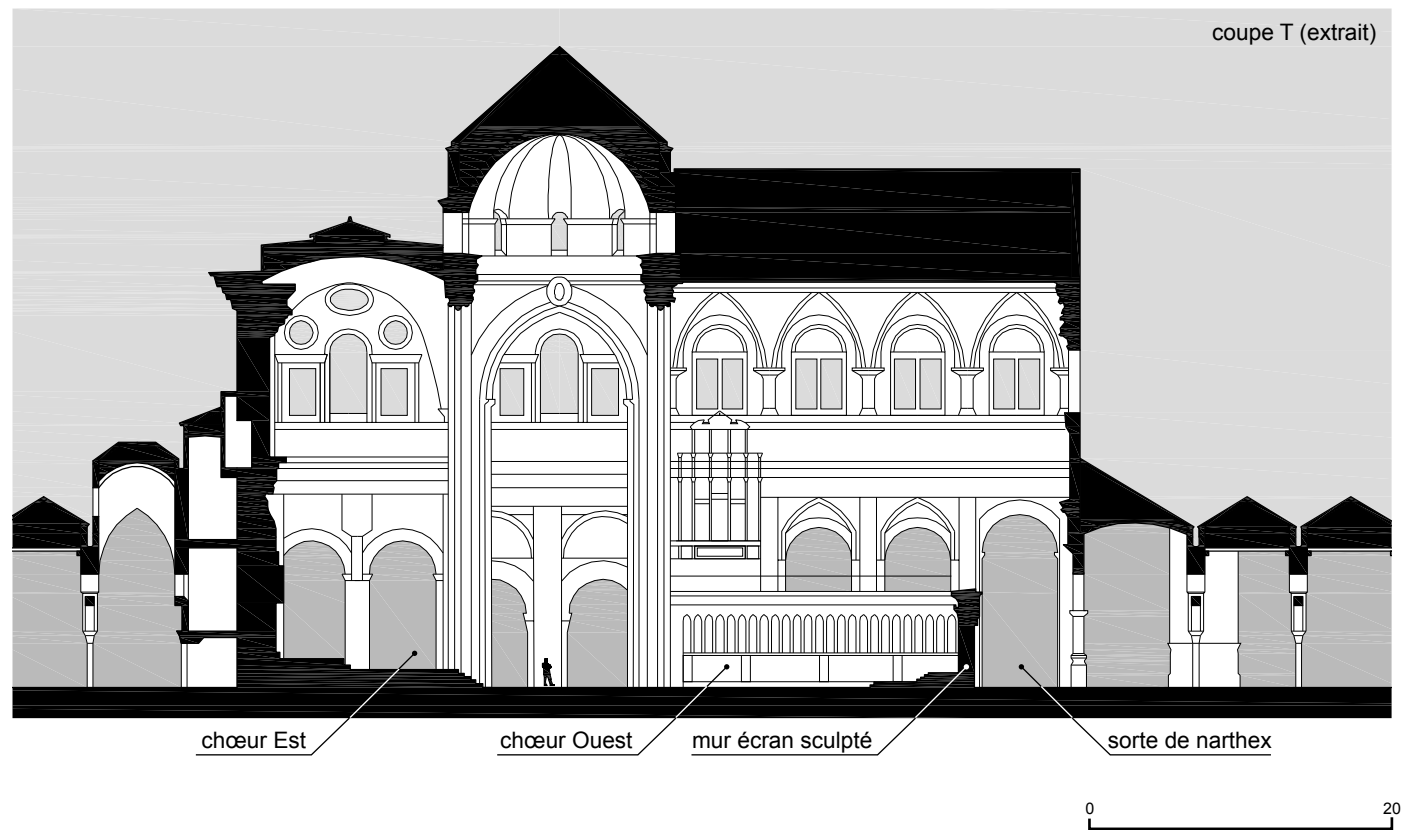 coupe T (extrait)
chœur Est
chœur Ouest
mur écran sculpté
sorte de narthex
0
20